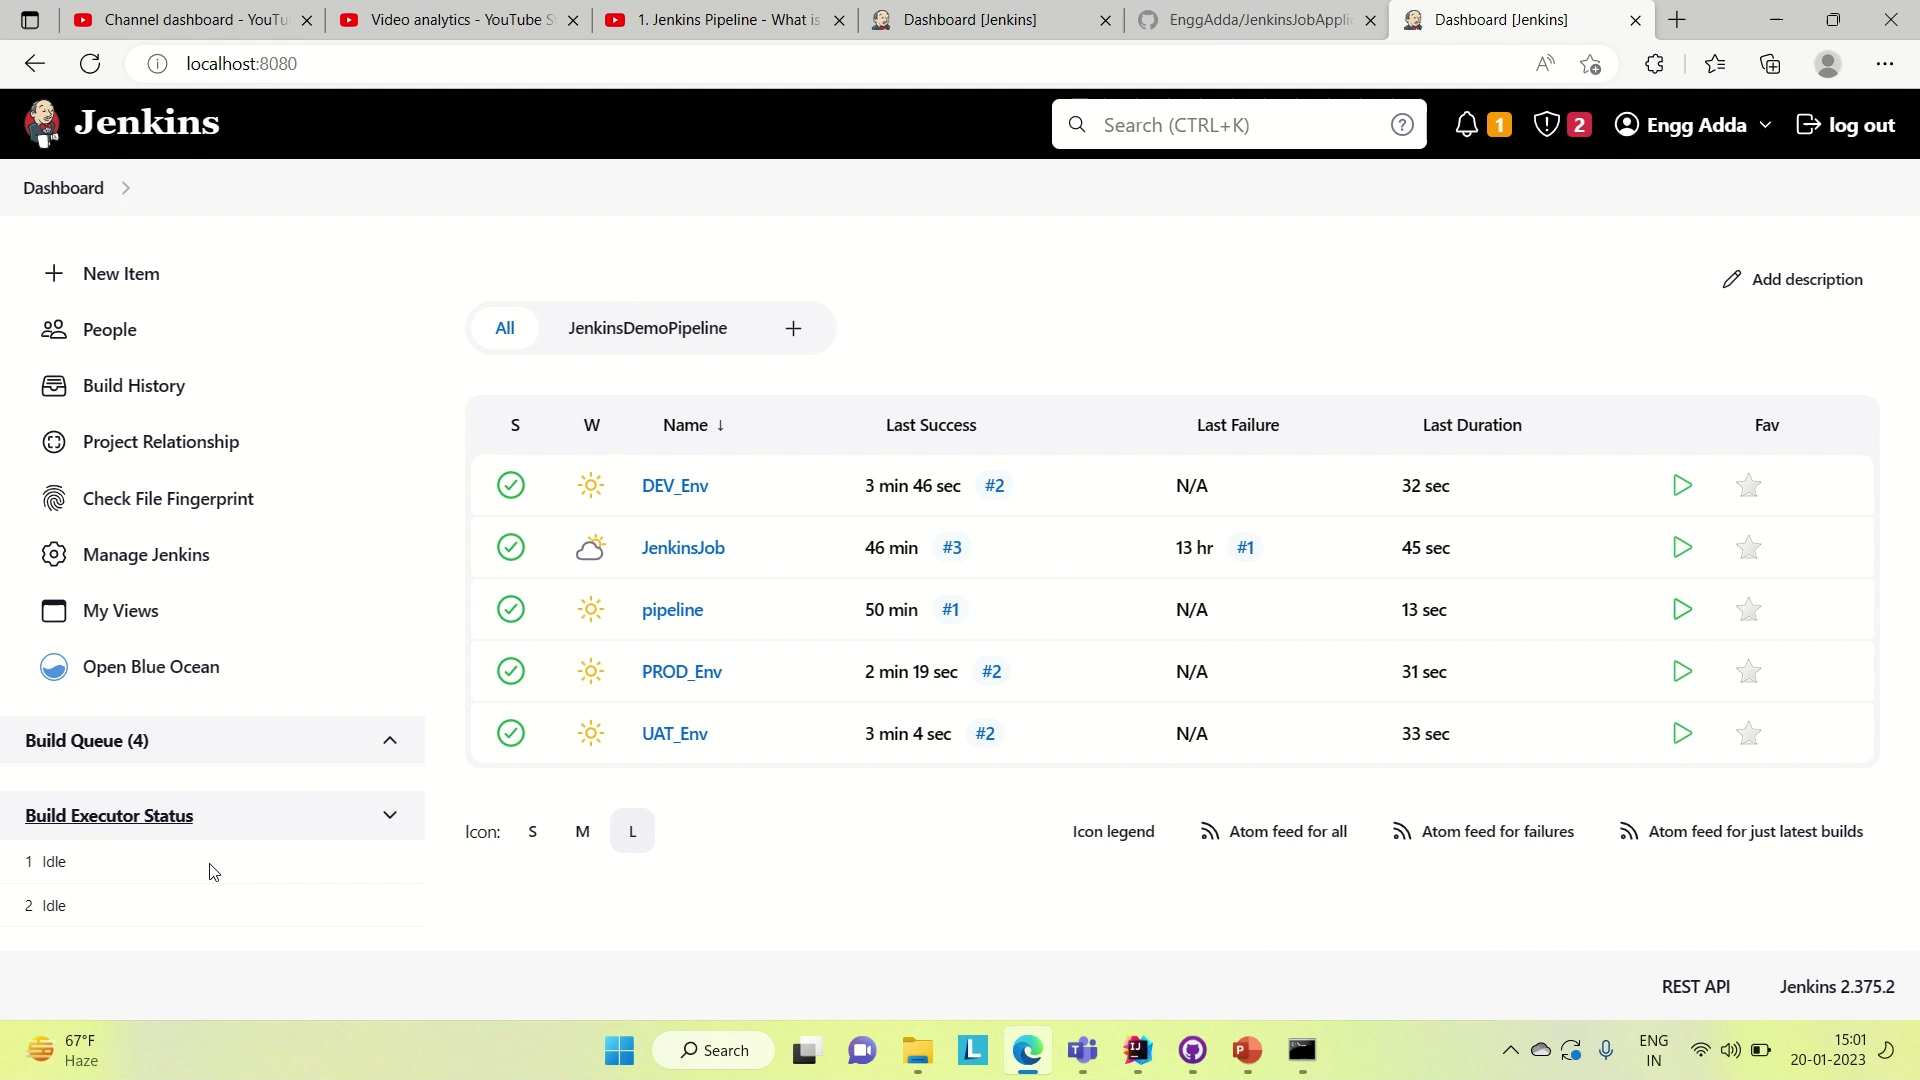 Channel dashboard - YouTu
Video analytics - YouTube S
1. Jenkins Pipeline - What is
Dashboard [Jenkins]
EnggAdda/JenkinsJobApplic
Dashboard [Jenkins]
localhost:8080
Jenkins
Search (CTRL+K)
1
2
Engg Adda
log out
Dashboard
New Item
People
Build History
Project Relationship
Check File Fingerprint
Manage Jenkins
My Views
Open Blue Ocean
Build Queue (4)
Build Executor Status
1 Idle
2 Idle
Add description
All JenkinsDemoPipeline +
S W Name ↓ Last Success Last Failure Last Duration Fav
DEV_Env 3 min 46 sec #2 N/A 32 sec
JenkinsJob 46 min #3 13 hr #1 45 sec
pipeline 50 min #1 N/A 13 sec
PROD_Env 2 min 19 sec #2 N/A 31 sec
UAT_Env 3 min 4 sec #2 N/A 33 sec
Icon: S M L
Icon legend Atom feed for all Atom feed for failures Atom feed for just latest builds
REST API Jenkins 2.375.2
67°F
Haze
Search
ENG
IN
15:01
20-01-2023